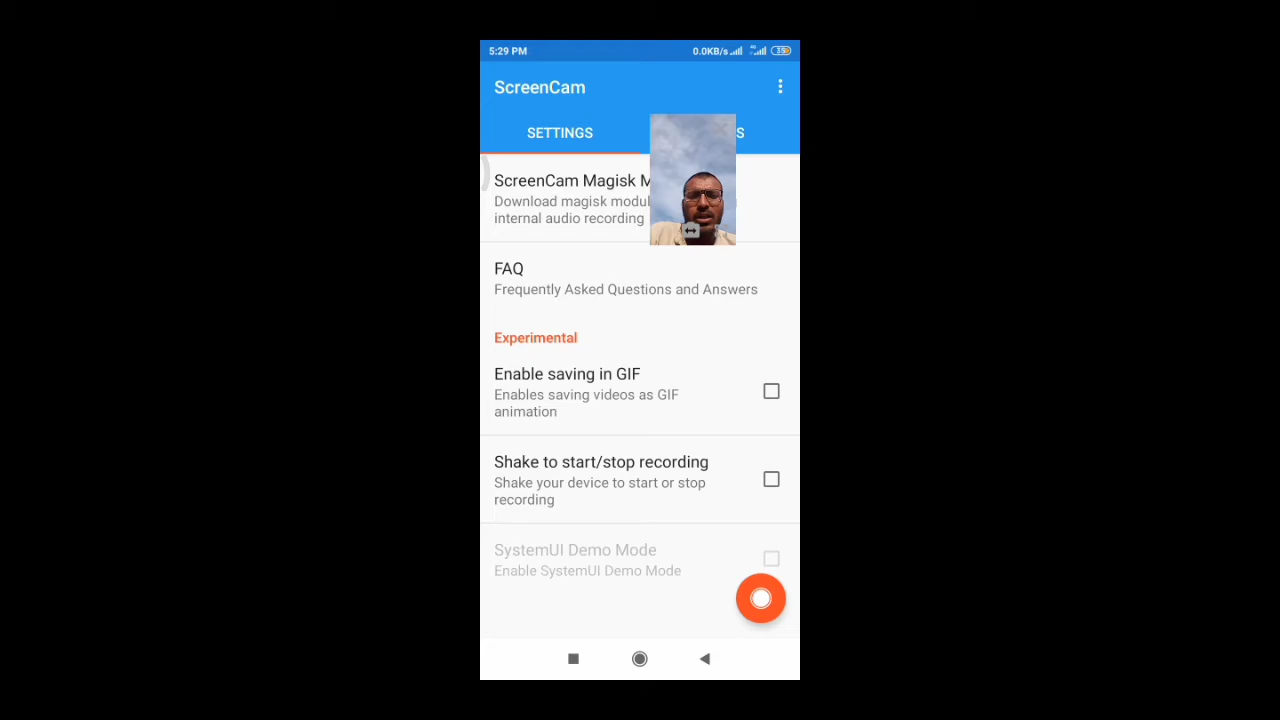 5:29 PM 0.0KB/s 4G 35
ScreenCam
SETTINGS
ScreenCam Magisk
Download magisk
internal audio recording
FAQ
Frequently Asked Questions and Answers
Experimental
Enable saving in GIF
Enables saving videos as GIF
animation
Shake to start/stop recording
Shake your device to start or stop
recording
SystemUI Demo Mode
Enable SystemUI Demo Mode